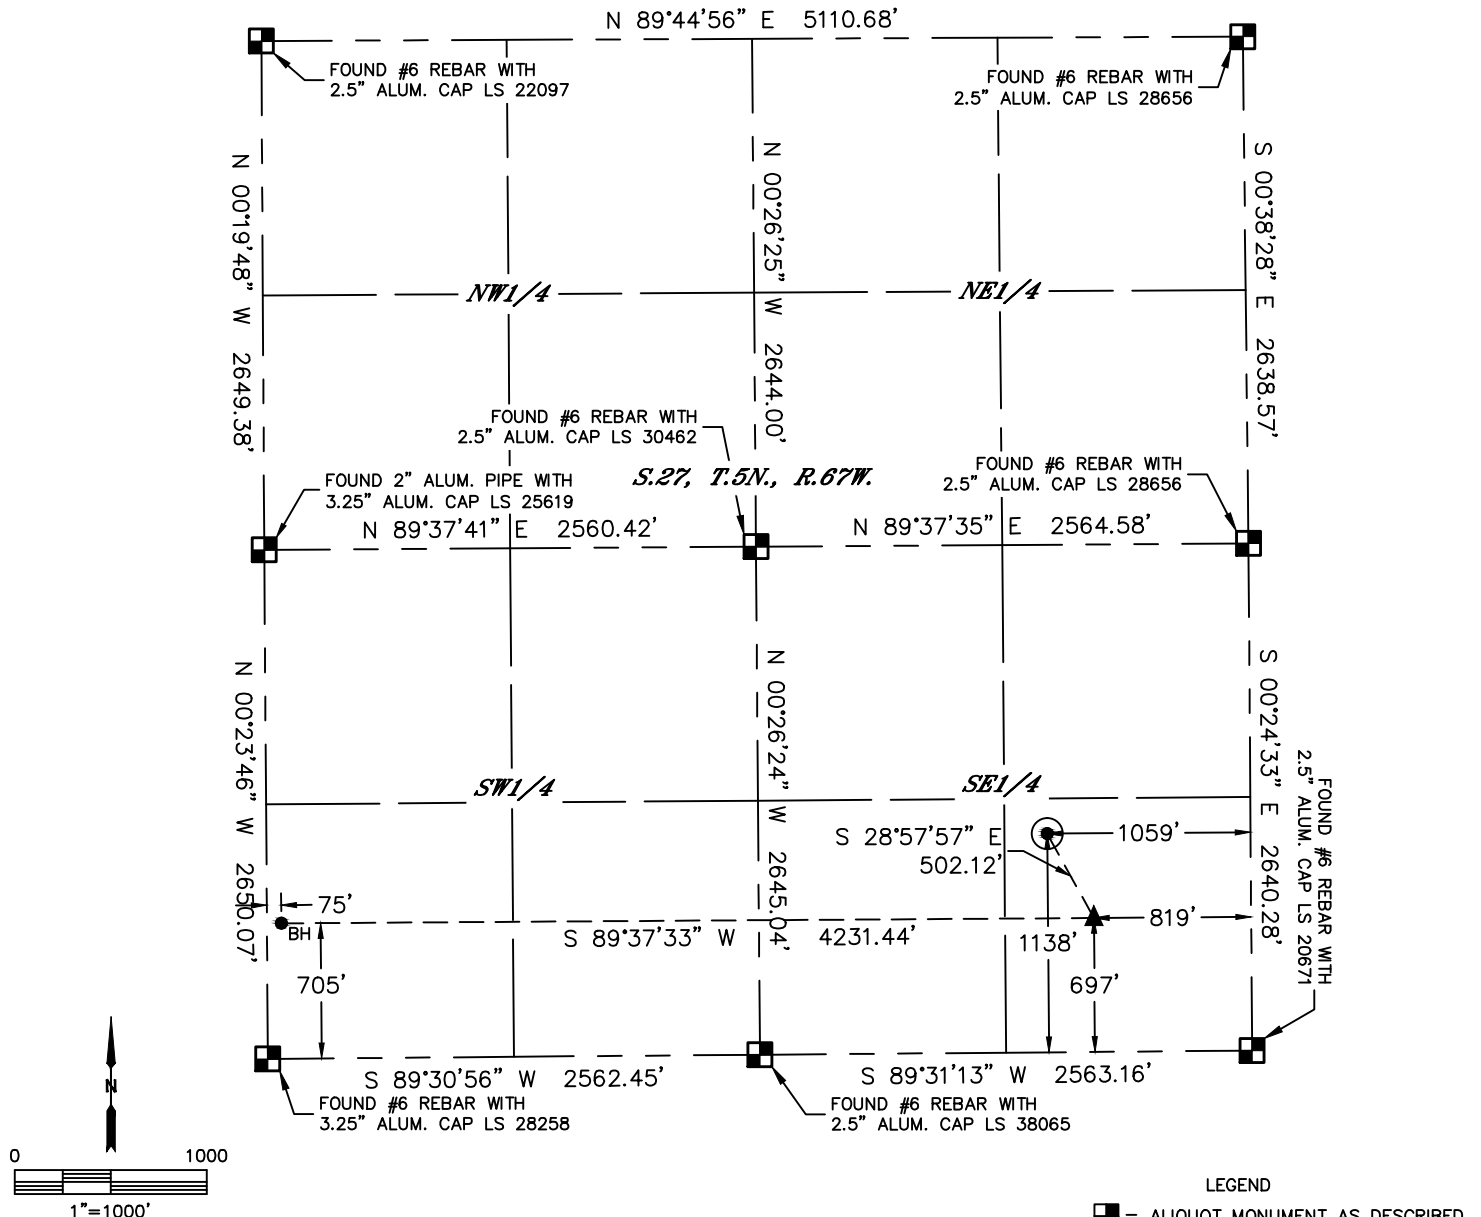 N 89°44'56" E 5110.68'
FOUND #6 REBAR WITH
2.5" ALUM. CAP LS 22097
FOUND #6 REBAR WITH
2.5" ALUM. CAP LS 28656
N 00°19'48" W 2649.38'
N 00°26'25" W 2644.00'
S 00°38'28" E 2638.57'
NW1/4
NE1/4
FOUND #6 REBAR WITH
2.5" ALUM. CAP LS 30462
S.27, T.5N., R.67W.
FOUND #6 REBAR WITH
2.5" ALUM. CAP LS 28656
FOUND 2" ALUM. PIPE WITH
3.25" ALUM. CAP LS 25619
N 89°37'41" E 2560.42'
N 89°37'35" E 2564.58'
N 00°23'46" W 2650.07'
N 00°26'24" W 2645.04'
S 00°24'33" E 2640.28'
FOUND #6 REBAR WITH
2.5" ALUM. CAP LS 20671
SW1/4
SE1/4
S 28°57'57" E
502.12'
1059'
75'
BH
S 89°37'33" W 4231.44'
819'
1138'
705'
697'
S 89°30'56" W 2562.45'
S 89°31'13" W 2563.16'
FOUND #6 REBAR WITH
3.25" ALUM. CAP LS 28258
FOUND #6 REBAR WITH
2.5" ALUM. CAP LS 38065
N
0 1000
1"=1000'
LEGEND
= ALIQUOT MONUMENT AS DESCRIBED